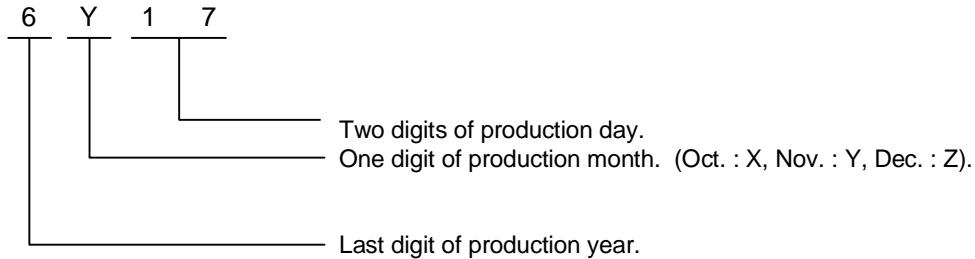 6 Y 1 7
Two digits of production day.
One digit of production month. (Oct. : X, Nov. : Y, Dec. : Z).
Last digit of production year.